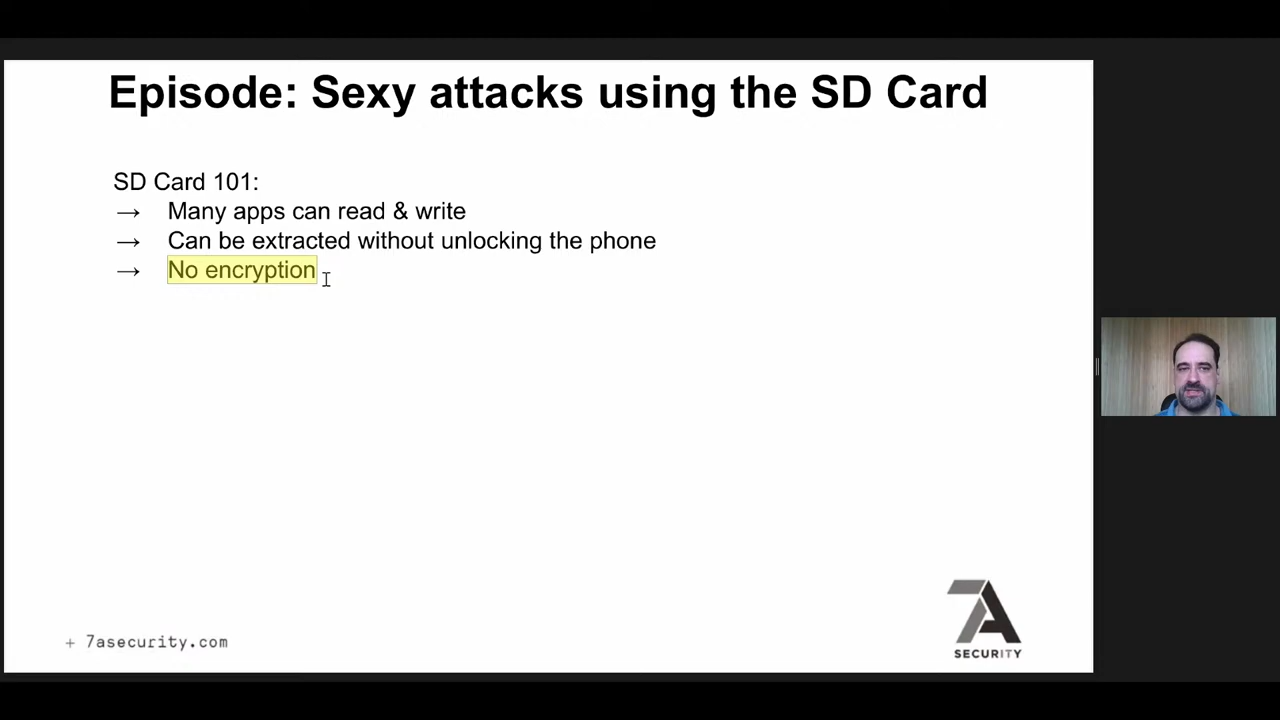 Episode: Sexy attacks using the SD Card
SD Card 101:
→ Many apps can read & write
→ Can be extracted without unlocking the phone
→ No encryption
+ 7asecurity.com
7A
SECURITY